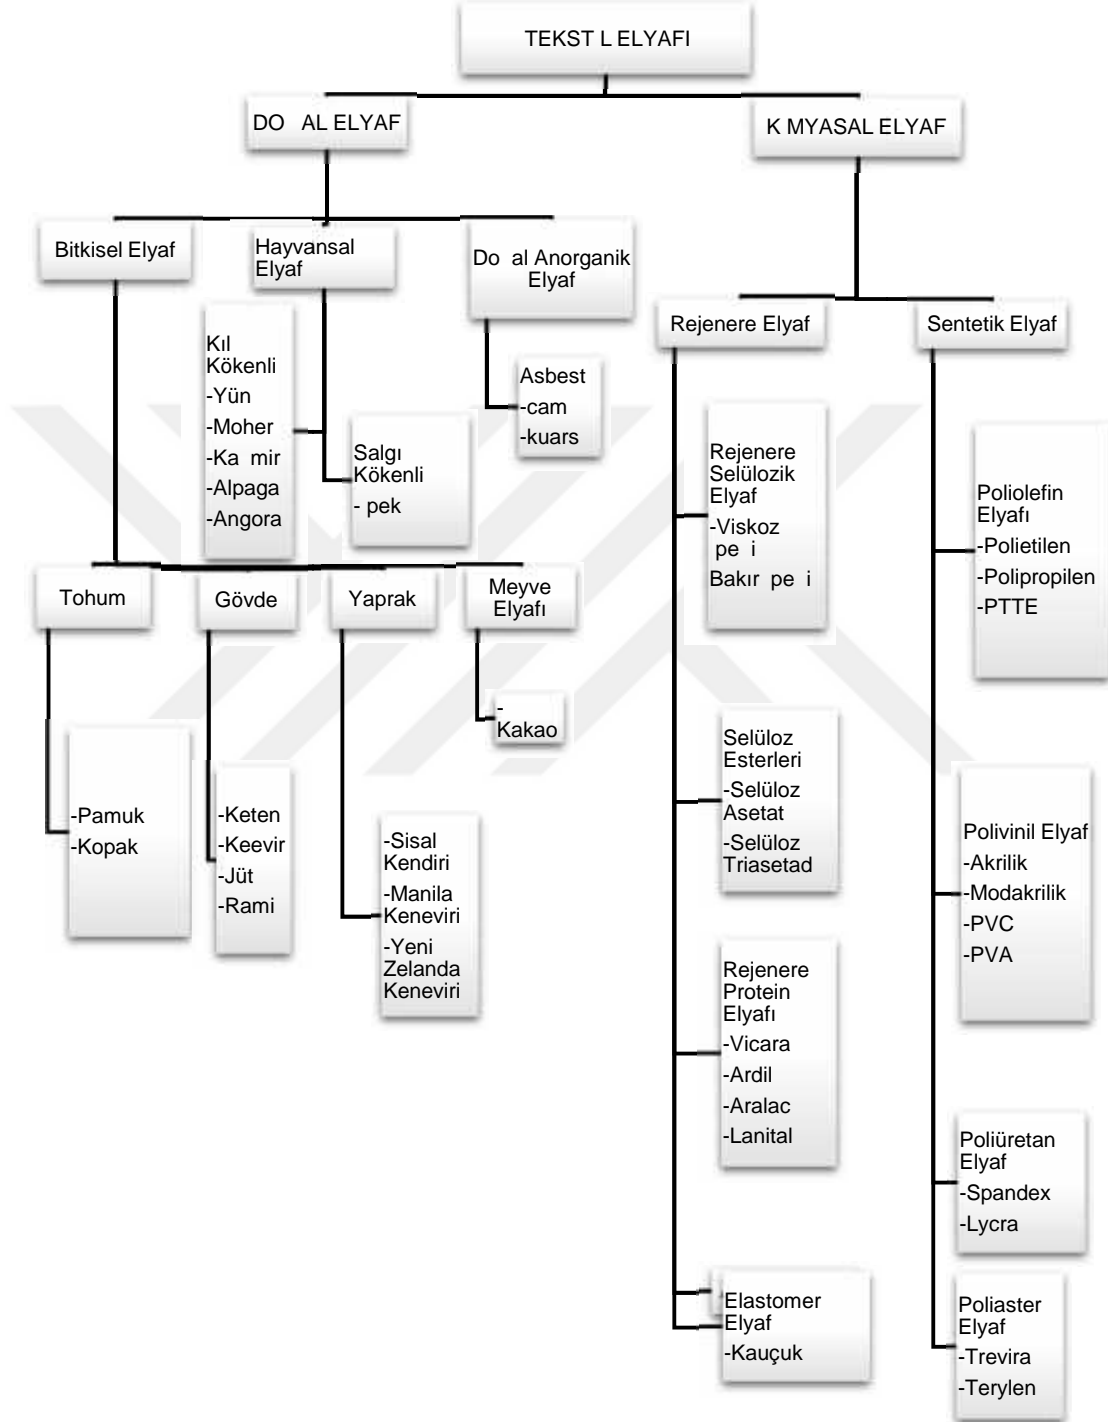 TEKST L ELYAFI
DO AL ELYAF
K MYASAL ELYAF
Bitkisel Elyaf
Hayvansal
Elyaf
Do al Anorganik
Elyaf
Rejenere Elyaf
Sentetik Elyaf
Kıl
Kökenli
-Yün
-Moher
-Ka mir
-Alpaga
-Angora
Salgı
Kökenli
- pek
Asbest
-cam
-kuars
Tohum
Gövde
Yaprak
Meyve
Elyafı
-Pamuk
-Kopak
-Keten
-Keevir
-Jüt
-Rami
-Sisal
Kendiri
-Manila
Keneviri
-Yeni
Zelanda
Keneviri
-
Kakao
Rejenere
Selülozik
Elyaf
-Viskoz
pe i
Bakır pe i
Selüloz
Esterleri
-Selüloz
Asetat
-Selüloz
Triasetad
Rejenere
Protein
Elyafı
-Vicara
-Ardil
-Aralac
-Lanital
Elastomer
Elyaf
-Kauçuk
Poliolefin
Elyafı
-Polietilen
-Polipropilen
-PTTE
Polivinil Elyaf
-Akrilik
-Modakrilik
-PVC
-PVA
Poliüretan
Elyaf
-Spandex
-Lycra
Poliaster
Elyaf
-Trevira
-Terylen